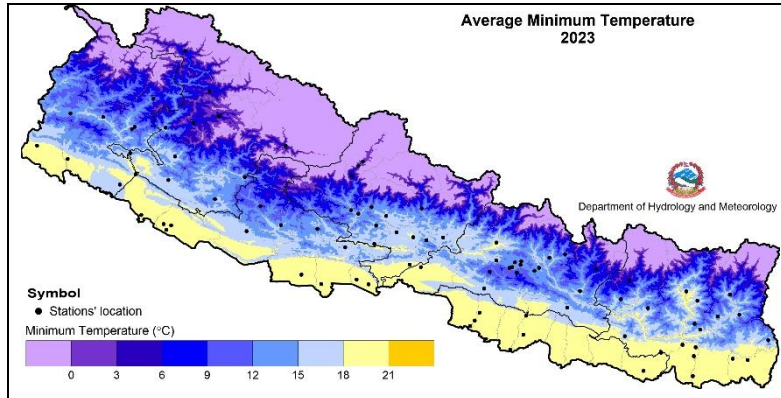 Average Minimum Temperature
2023
Department of Hydrology and Meteorology
Symbol
Stations' location
Minimum Temperature (°C)
0 3 6 9 12 15 18 21